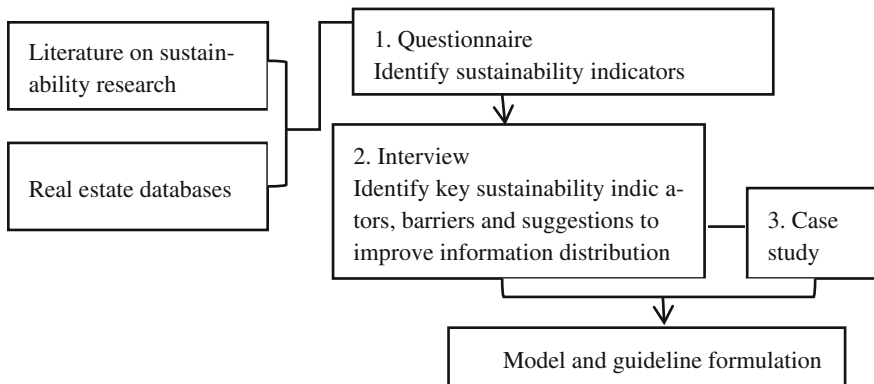 Literature on sustain-
ability research
Real estate databases
1. Questionnaire
Identify sustainability indicators
2. Interview
Identify key sustainability indic a-
tors, barriers and suggestions to
improve information distribution
3. Case
study
Model and guideline formulation